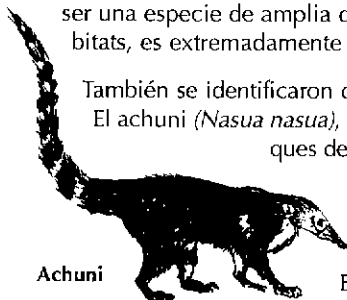 ser una especie de amplia
bitats, es extremadamente
También se identificaron
El achuni (Nasua nasua),
ques de
Achuni